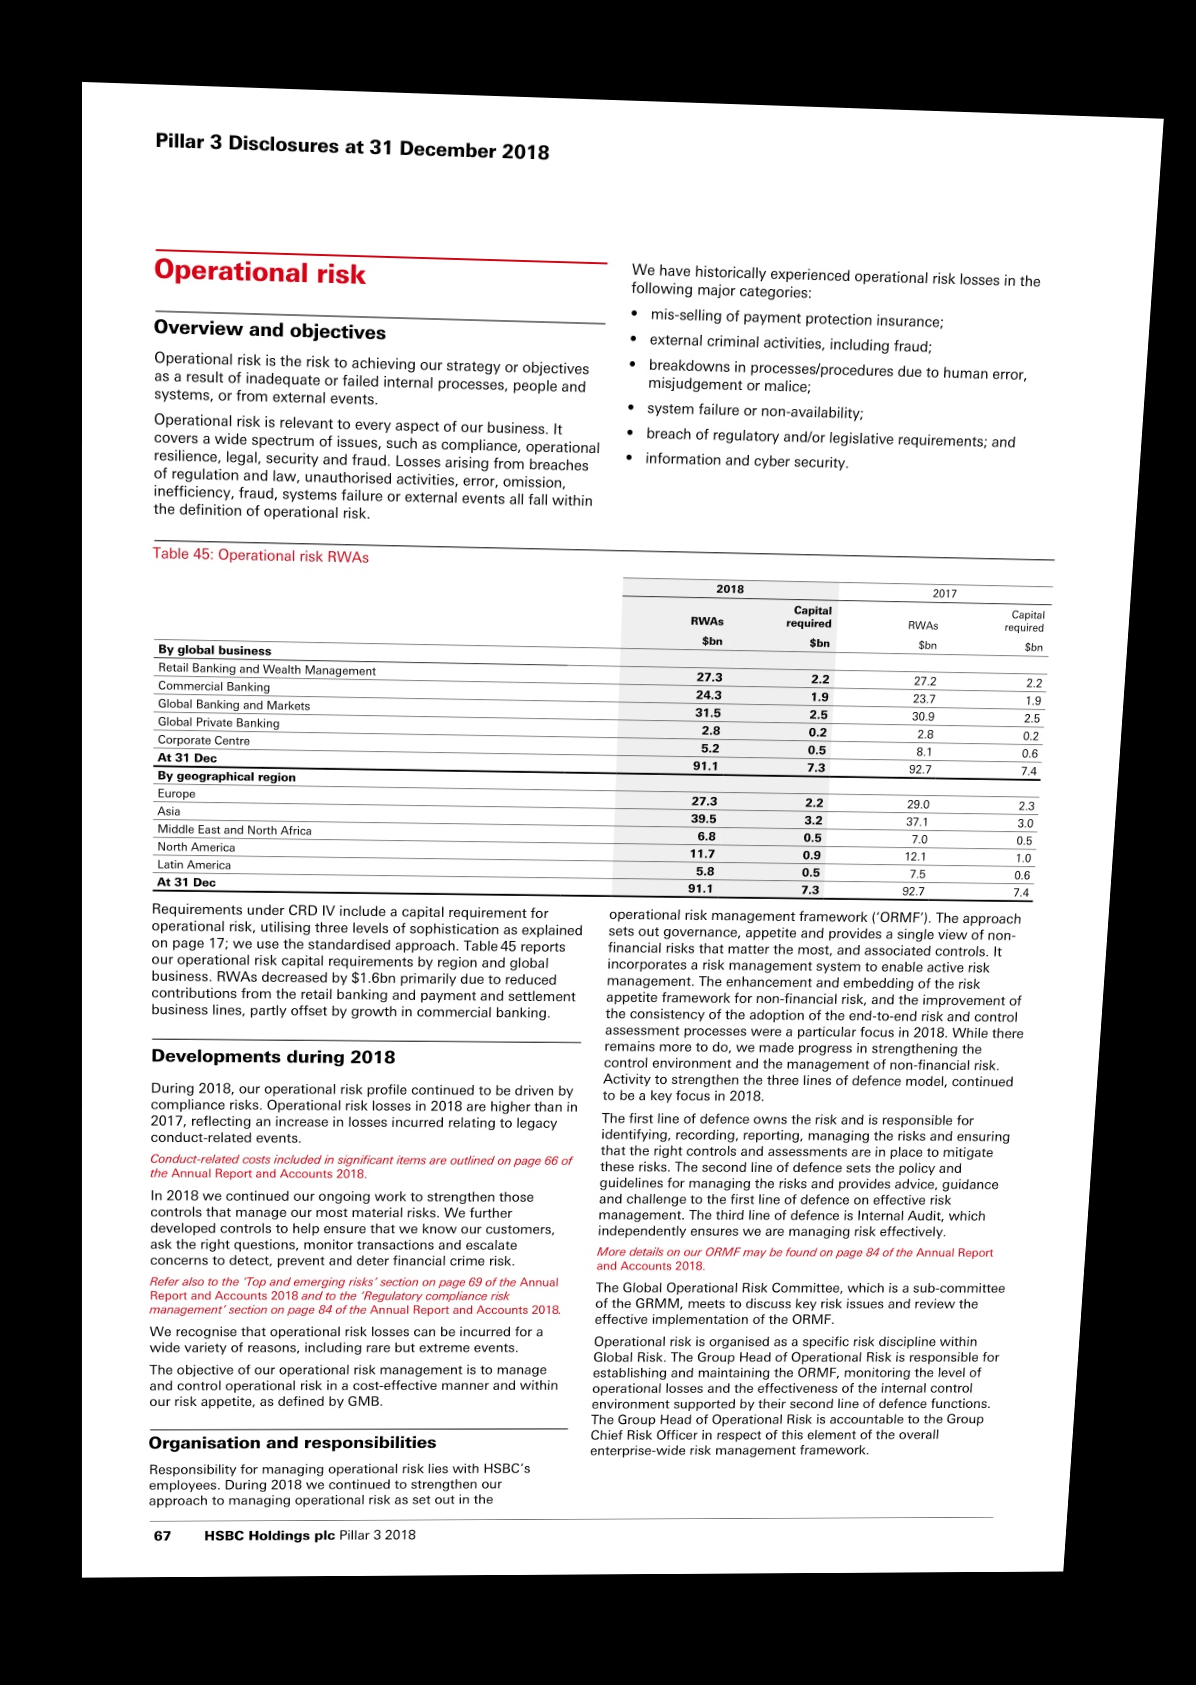 Pillar 3 Disclosures at 31 December 2018
Operational risk
Overview and objectives
Operational risk is the risk to achieving our strategy or objectives
as a result of inadequate or failed internal processes, people and
systems, or from external events.
Operational risk is relevant to every aspect of our business. It
covers a wide spectrum of issues, such as compliance, operational
resilience, legal, security and fraud. Losses arising from breaches
of regulation and law, unauthorised activities, error, omission,
inefficiency, fraud, systems failure or external events all fall within
the definition of operational risk.
We have historically experienced operational risk losses in the
following major categories:
• mis-selling of payment protection insurance;
• external criminal activities, including fraud;
• breakdowns in processes/procedures due to human error,
misjudgement or malice;
• system failure or non-availability;
• breach of regulatory and/or legislative requirements; and
• information and cyber security.
Table 45: Operational risk RWAs
2018 2017
RWAs Capital required RWAs Capital required
$bn $bn $bn $bn
By global business
Retail Banking and Wealth Management 27.3 2.2 27.2 2.2
Commercial Banking 24.3 1.9 23.7 1.9
Global Banking and Markets 31.5 2.5 30.9 2.5
Global Private Banking 2.8 0.2 2.8 0.2
Corporate Centre 5.2 0.5 8.1 0.6
At 31 Dec 91.1 7.3 92.7 7.4
By geographical region
Europe 27.3 2.2 29.0 2.3
Asia 39.5 3.2 37.1 3.0
Middle East and North Africa 6.8 0.5 7.0 0.5
North America 11.7 0.9 12.1 1.0
Latin America 5.8 0.5 7.5 0.6
At 31 Dec 91.1 7.3 92.7 7.4
Requirements under CRD IV include a capital requirement for
operational risk, utilising three levels of sophistication as explained
on page 17; we use the standardised approach. Table 45 reports
our operational risk capital requirements by region and global
business. RWAs decreased by $1.6bn primarily due to reduced
contributions from the retail banking and payment and settlement
business lines, partly offset by growth in commercial banking.
Developments during 2018
During 2018, our operational risk profile continued to be driven by
compliance risks. Operational risk losses in 2018 are higher than in
2017, reflecting an increase in losses incurred relating to legacy
conduct-related events.
Conduct-related costs included in significant items are outlined on page 66 of
the Annual Report and Accounts 2018.
In 2018 we continued our ongoing work to strengthen those
controls that manage our most material risks. We further
developed controls to help ensure that we know our customers,
ask the right questions, monitor transactions and escalate
concerns to detect, prevent and deter financial crime risk.
Refer also to the 'Top and emerging risks' section on page 69 of the Annual
Report and Accounts 2018 and to the 'Regulatory compliance risk
management' section on page 84 of the Annual Report and Accounts 2018.
We recognise that operational risk losses can be incurred for a
wide variety of reasons, including rare but extreme events.
The objective of our operational risk management is to manage
and control operational risk in a cost-effective manner and within
our risk appetite, as defined by GMB.
Organisation and responsibilities
Responsibility for managing operational risk lies with HSBC's
employees. During 2018 we continued to strengthen our
approach to managing operational risk as set out in the
operational risk management framework ('ORMF'). The approach
sets out governance, appetite and provides a single view of non-
financial risks that matter the most, and associated controls. It
incorporates a risk management system to enable active risk
management. The enhancement and embedding of the risk
appetite framework for non-financial risk, and the improvement of
the consistency of the adoption of the end-to-end risk and control
assessment processes were a particular focus in 2018. While there
remains more to do, we made progress in strengthening the
control environment and the management of non-financial risk.
Activity to strengthen the three lines of defence model, continued
to be a key focus in 2018.
The first line of defence owns the risk and is responsible for
identifying, recording, reporting, managing the risks and ensuring
that the right controls and assessments are in place to mitigate
these risks. The second line of defence sets the policy and
guidelines for managing the risks and provides advice, guidance
and challenge to the first line of defence on effective risk
management. The third line of defence is Internal Audit, which
independently ensures we are managing risk effectively.
More details on our ORMF may be found on page 84 of the Annual Report
and Accounts 2018.
The Global Operational Risk Committee, which is a sub-committee
of the GRMM, meets to discuss key risk issues and review the
effective implementation of the ORMF.
Operational risk is organised as a specific risk discipline within
Global Risk. The Group Head of Operational Risk is responsible for
establishing and maintaining the ORMF, monitoring the level of
operational losses and the effectiveness of the internal control
environment supported by their second line of defence functions.
The Group Head of Operational Risk is accountable to the Group
Chief Risk Officer in respect of this element of the overall
enterprise-wide risk management framework.
67 HSBC Holdings plc Pillar 3 2018